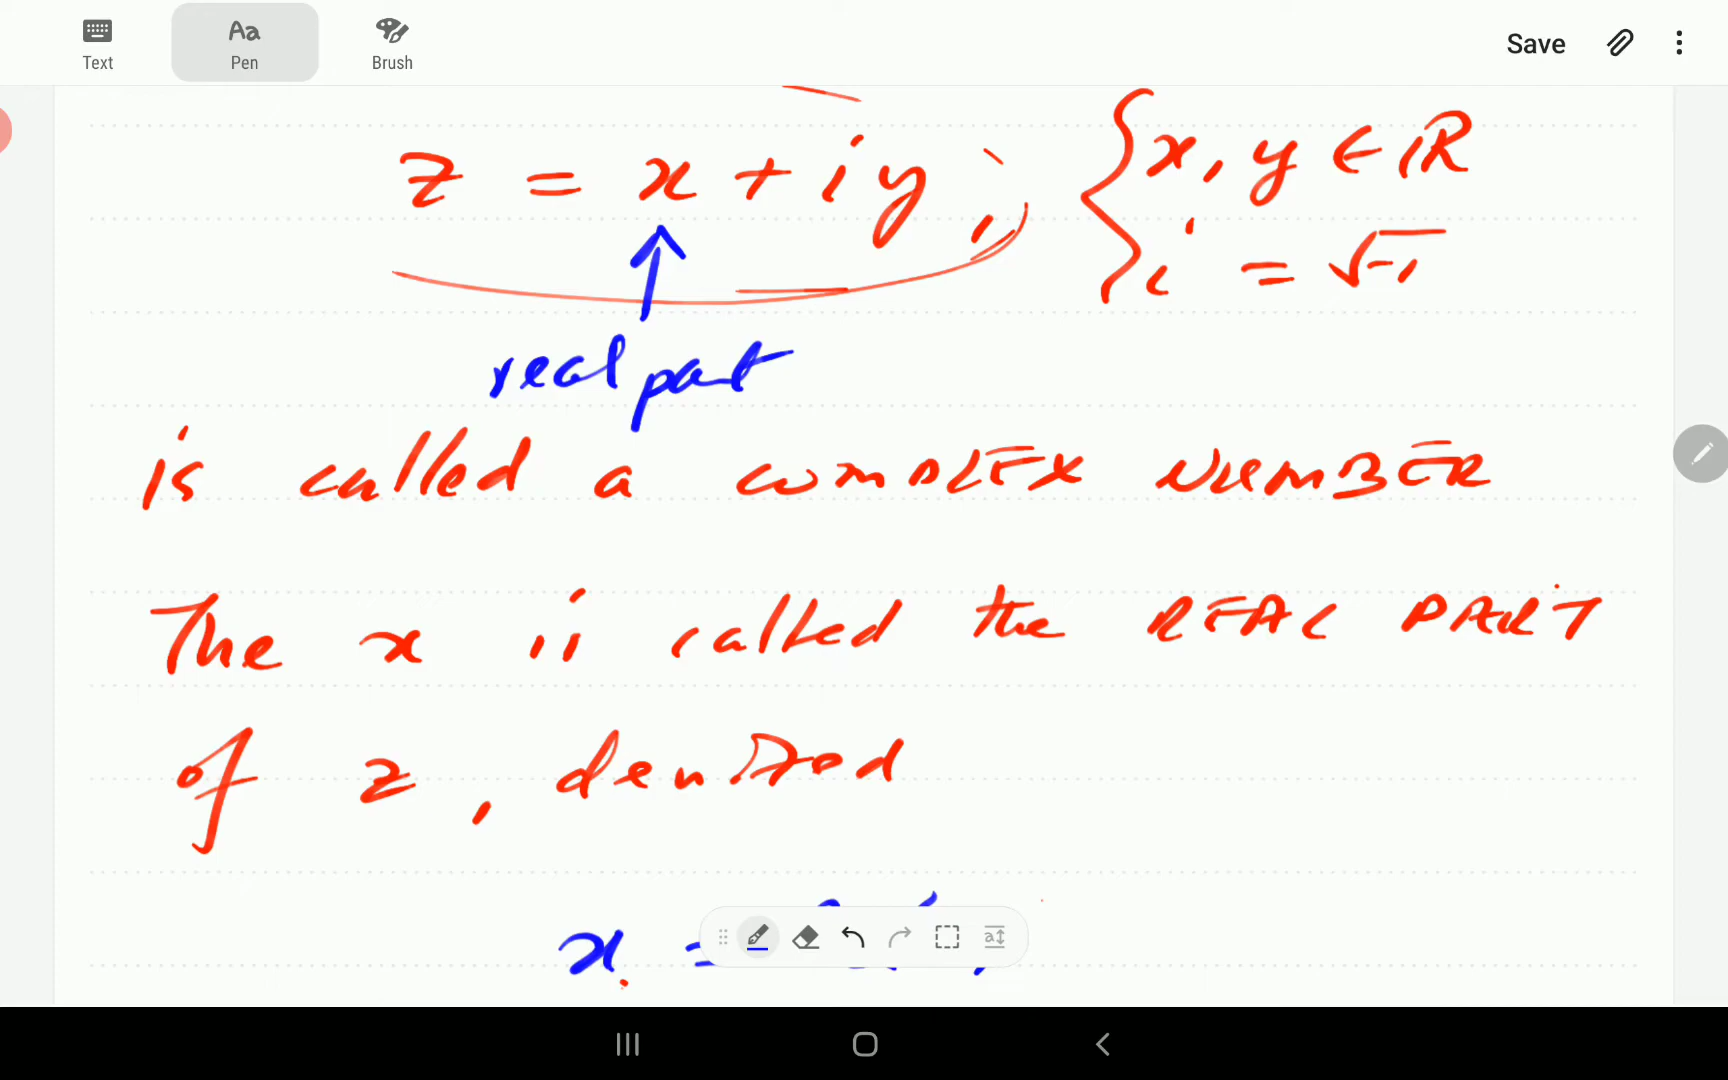 Text Pen Brush Save
z = x + iy, { x, y ∈ ℝ
i = √-1
real part
is called a COMPLEX NUMBER
The x is called the REAL PART
of z, denoted
x =